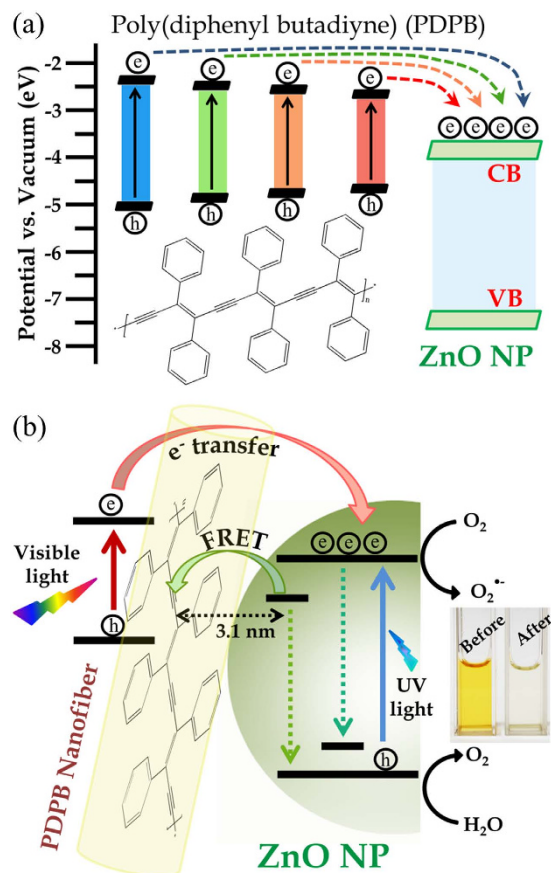 (a)
Poly(diphenyl butadiyne) (PDPB)
Potential vs. Vacuum (eV)
-2
-3
-4
-5
-6
-7
-8
e
e
e
e
h
h
h
h
e e e e
CB
VB
n
ZnO NP
(b)
e⁻ transfer
e
FRET
e e e
O₂
O₂•-
Visible light
h
3.1 nm
Before
After
UV
light
h
O₂
H₂O
PDPB Nanofiber
ZnO NP